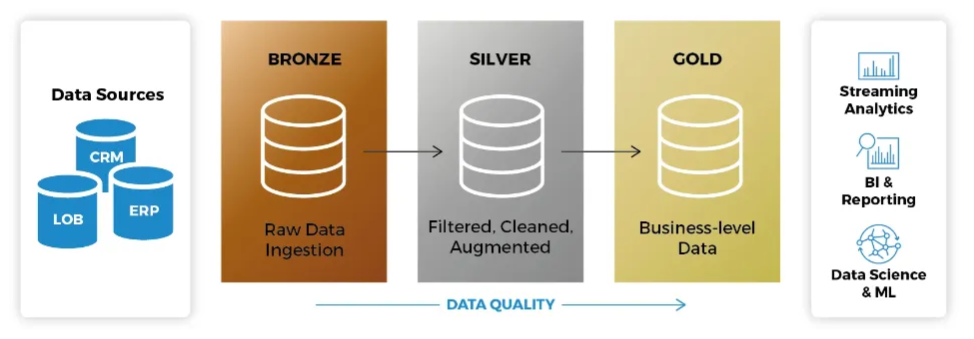 Data Sources
CRM
LOB
ERP
BRONZE
Raw Data
Ingestion
SILVER
Filtered, Cleaned,
Augmented
GOLD
Business-level
Data
DATA QUALITY
Streaming
Analytics
BI &
Reporting
Data Science
& ML